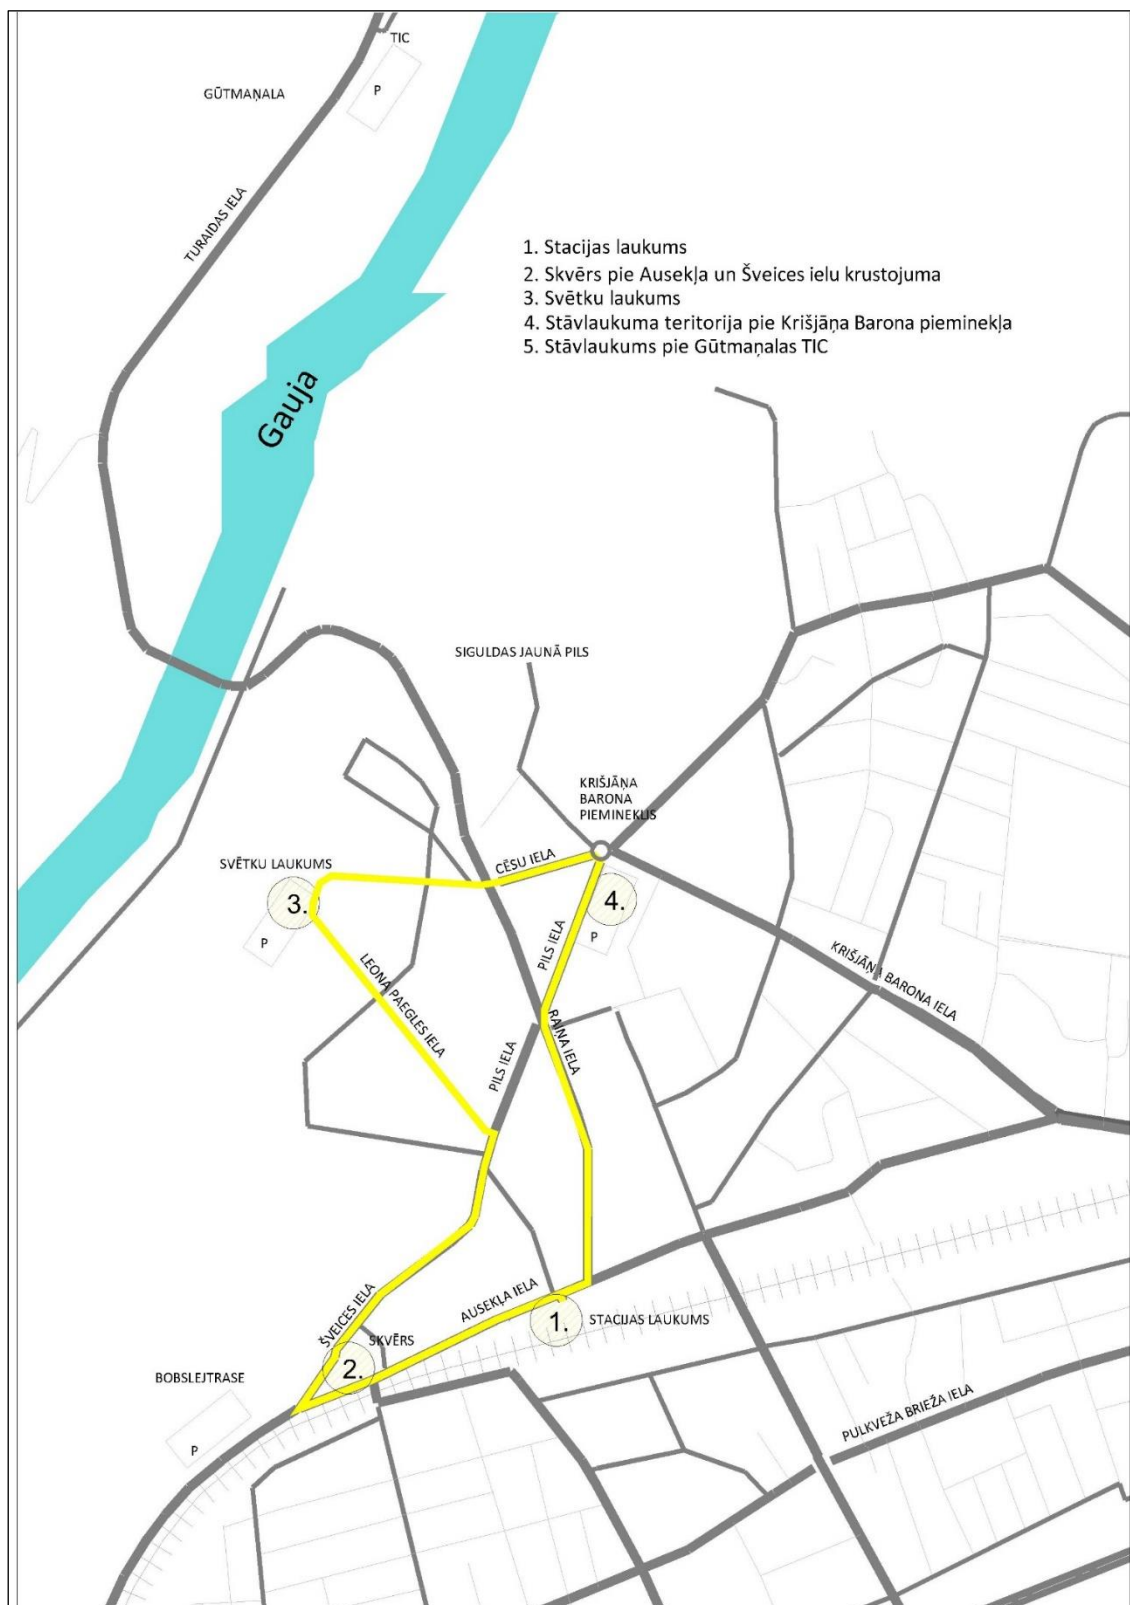 TIC
P
GŪTMAŅALA
TURAIDAS IELA
1. Stacijas laukums
2. Skvērs pie Ausekļa un Šveices ielu krustojuma
3. Svētku laukums
4. Stāvlaukuma teritorija pie Krišjāņa Barona pieminekļa
5. Stāvlaukums pie Gūtmaņalas TIC
Gauja
SIGULDAS JAUNĀ PILS
KRIŠJĀŅA
BARONA
PIEMINEKLIS
SVĒTKU LAUKUMS
CĒSU IELA
3.
4.
P
P
PILS IELA
LEONA PAEGLES IELA
KRIŠJĀŅA BARONA IELA
RAIŅA IELA
PILS IELA
AUSEKĻA IELA
ŠVEICES IELA
1.
STACIJAS LAUKUMS
SKVĒRS
2.
BOBSLEJTRASE
P
PULKVEŽA BRIEŽA IELA